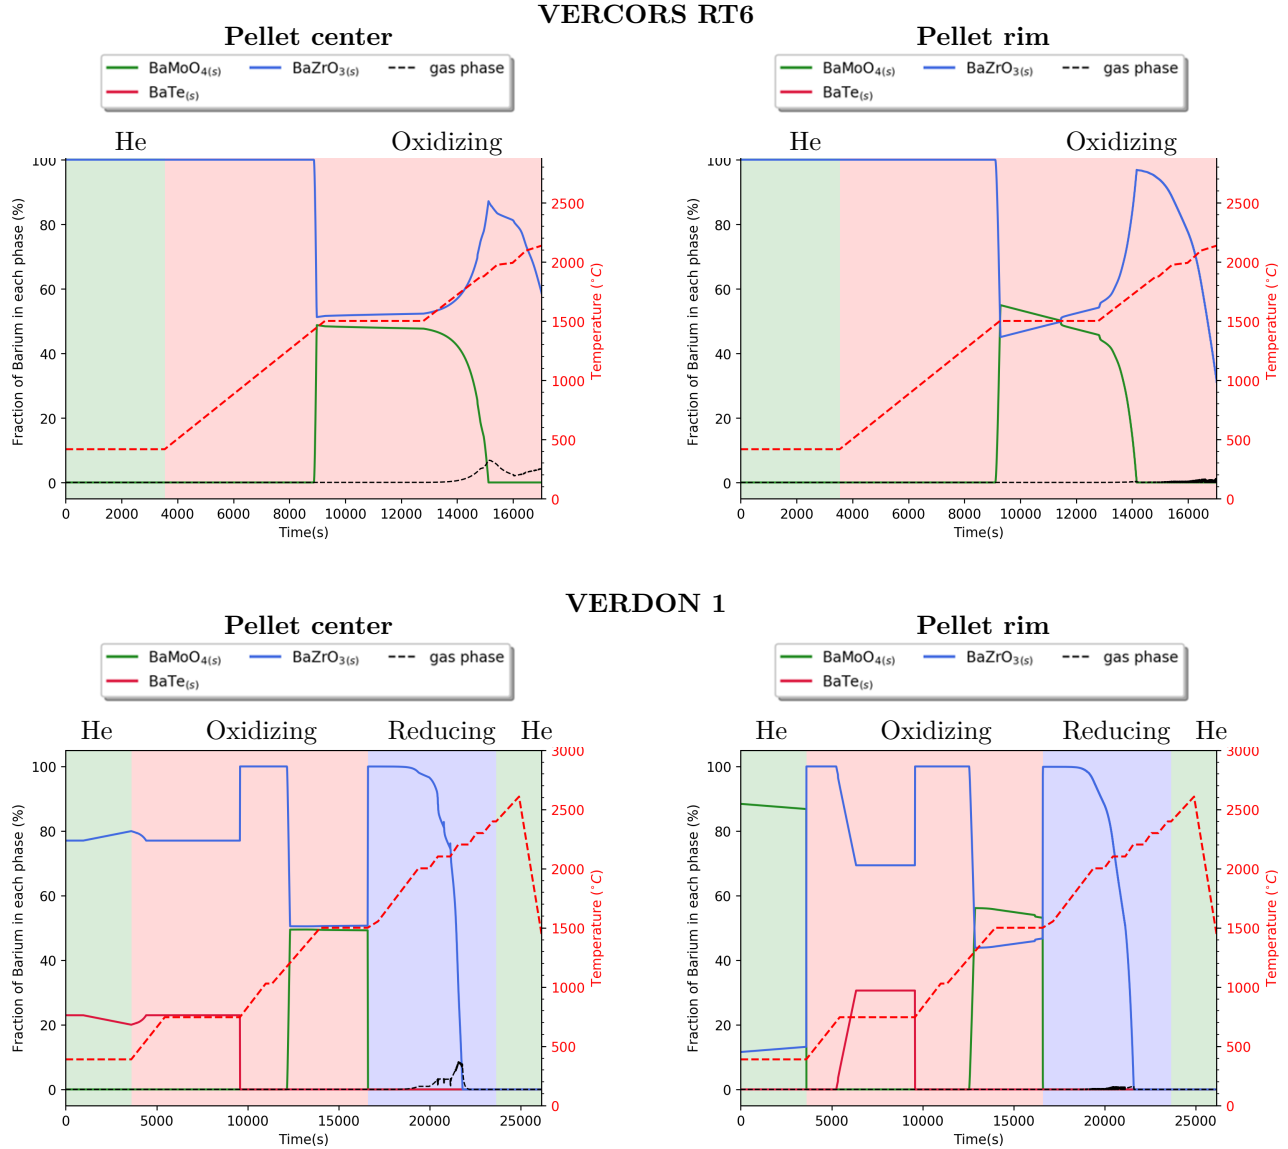 VERCORS RT6
Pellet center
BaMoO4(s) BaZrO3(s) gas phase
BaTe(s)
He Oxidizing
Fraction of Barium in each phase (%)
100
80
60
40
20
0
2500
2000
1500
1000
500
0
Temperature (°C)
0 2000 4000 6000 8000 10000 12000 14000 16000
Time(s)
Pellet rim
BaMoO4(s) BaZrO3(s) gas phase
BaTe(s)
He Oxidizing
Fraction of Barium in each phase (%)
100
80
60
40
20
0
2500
2000
1500
1000
500
0
Temperature (°C)
0 2000 4000 6000 8000 10000 12000 14000 16000
Time(s)
VERDON 1
Pellet center
BaMoO4(s) BaZrO3(s) gas phase
BaTe(s)
He Oxidizing Reducing He
Fraction of Barium in each phase (%)
100
80
60
40
20
0
3000
2500
2000
1500
1000
500
0
Temperature (°C)
0 5000 10000 15000 20000 25000
Time(s)
Pellet rim
BaMoO4(s) BaZrO3(s) gas phase
BaTe(s)
He Oxidizing Reducing He
Fraction of Barium in each phase (%)
100
80
60
40
20
0
3000
2500
2000
1500
1000
500
0
Temperature (°C)
0 5000 10000 15000 20000 25000
Time(s)